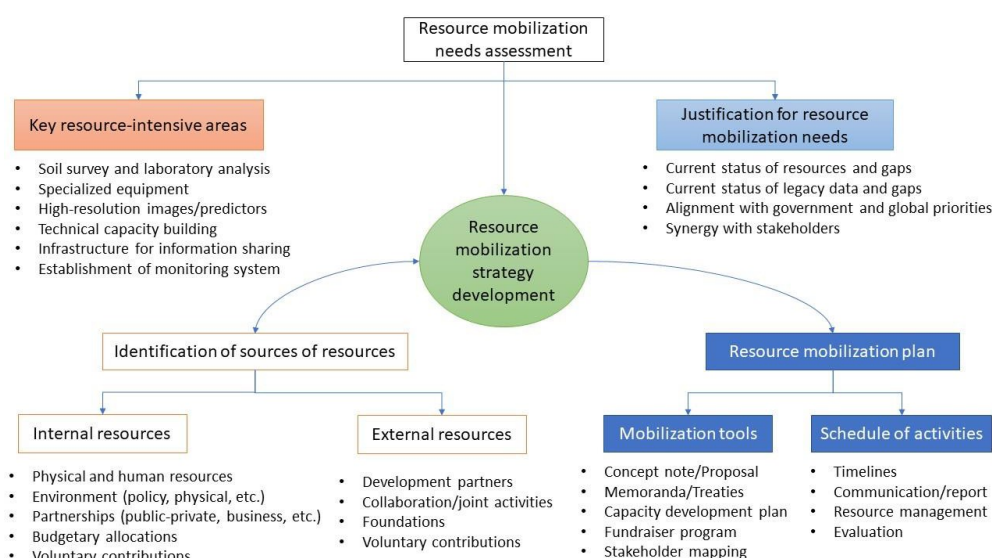 Resource mobilization
needs assessment
Key resource-intensive areas
• Soil survey and laboratory analysis
• Specialized equipment
• High-resolution images/predictors
• Technical capacity building
• Infrastructure for information sharing
• Establishment of monitoring system
Justification for resource
mobilization needs
• Current status of resources and gaps
• Current status of legacy data and gaps
• Alignment with government and global priorities
• Synergy with stakeholders
Resource
mobilization
strategy
development
Identification of sources of resources
Resource mobilization plan
Internal resources
• Physical and human resources
• Environment (policy, physical, etc.)
• Partnerships (public-private, business, etc.)
• Budgetary allocations
• Voluntary contributions
External resources
• Development partners
• Collaboration/joint activities
• Foundations
• Voluntary contributions
Mobilization tools
• Concept note/Proposal
• Memoranda/Treaties
• Capacity development plan
• Fundraiser program
• Stakeholder mapping
Schedule of activities
• Timelines
• Communication/report
• Resource management
• Evaluation